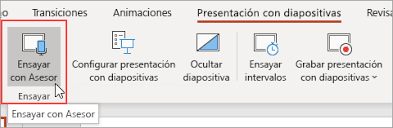 Transiciones Animaciones Presentación con diapositivas Revisa
Ensayar con Asesor
Configurar presentación con diapositivas
Ocultar diapositiva
Ensayar intervalos
Grabar presentación con diapositivas
Ensayar
Ensayar con Asesor